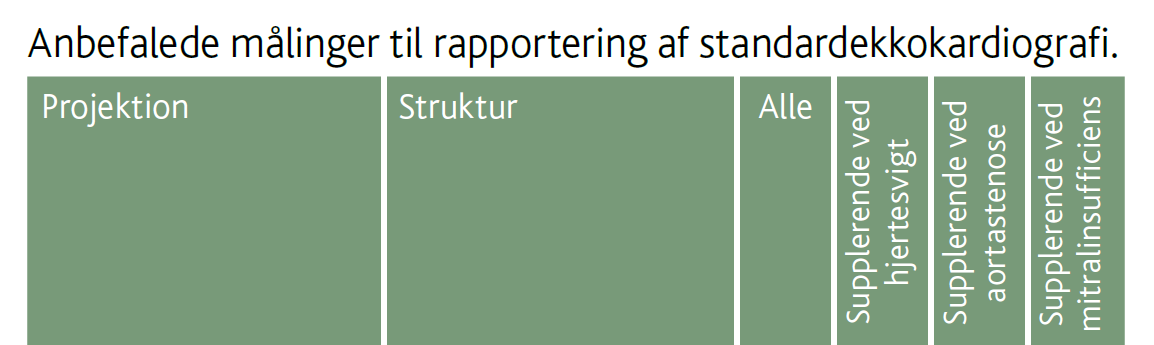 Anbefalede målinger til rapportering af standardekkokardiografi.
Projektion
Struktur
Alle
Supplerende ved
hjertesvigt
Supplerende ved
aortastenose
Supplerende ved
mitralinsufficiens